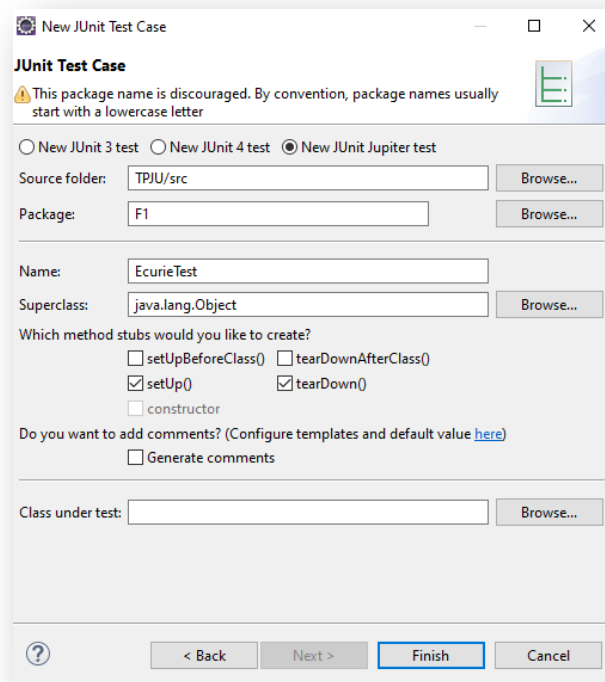 New JUnit Test Case
JUnit Test Case
This package name is discouraged. By convention, package names usually
start with a lowercase letter
New JUnit 3 test New JUnit 4 test New JUnit Jupiter test
Source folder: TPJU/src Browse...
Package: F1 Browse...
Name: EcurieTest
Superclass: java.lang.Object Browse...
Which method stubs would you like to create?
setUpBeforeClass() tearDownAfterClass()
setUp() tearDown()
constructor
Do you want to add comments? (Configure templates and default value here)
Generate comments
Class under test: Browse...
? < Back Next > Finish Cancel